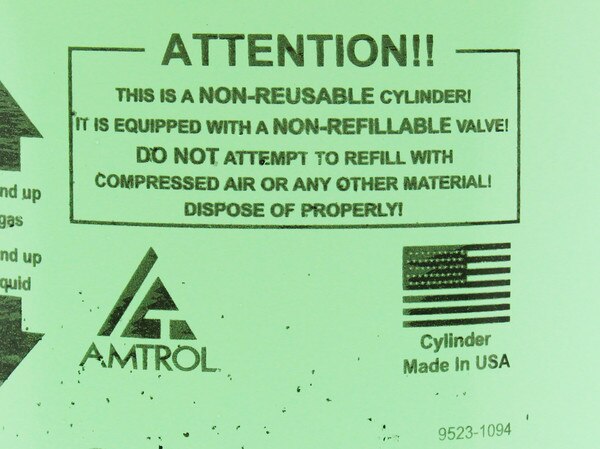 ATTENTION!!
THIS IS A NON-REUSABLE CYLINDER!
IT IS EQUIPPED WITH A NON-REFILLABLE VALVE!
DO NOT ATTEMPT TO REFILL WITH
COMPRESSED AIR OR ANY OTHER MATERIAL!
DISPOSE OF PROPERLY!
nd up
gas
nd up
quid
AMTROL
Cylinder
Made In USA
9523-1094